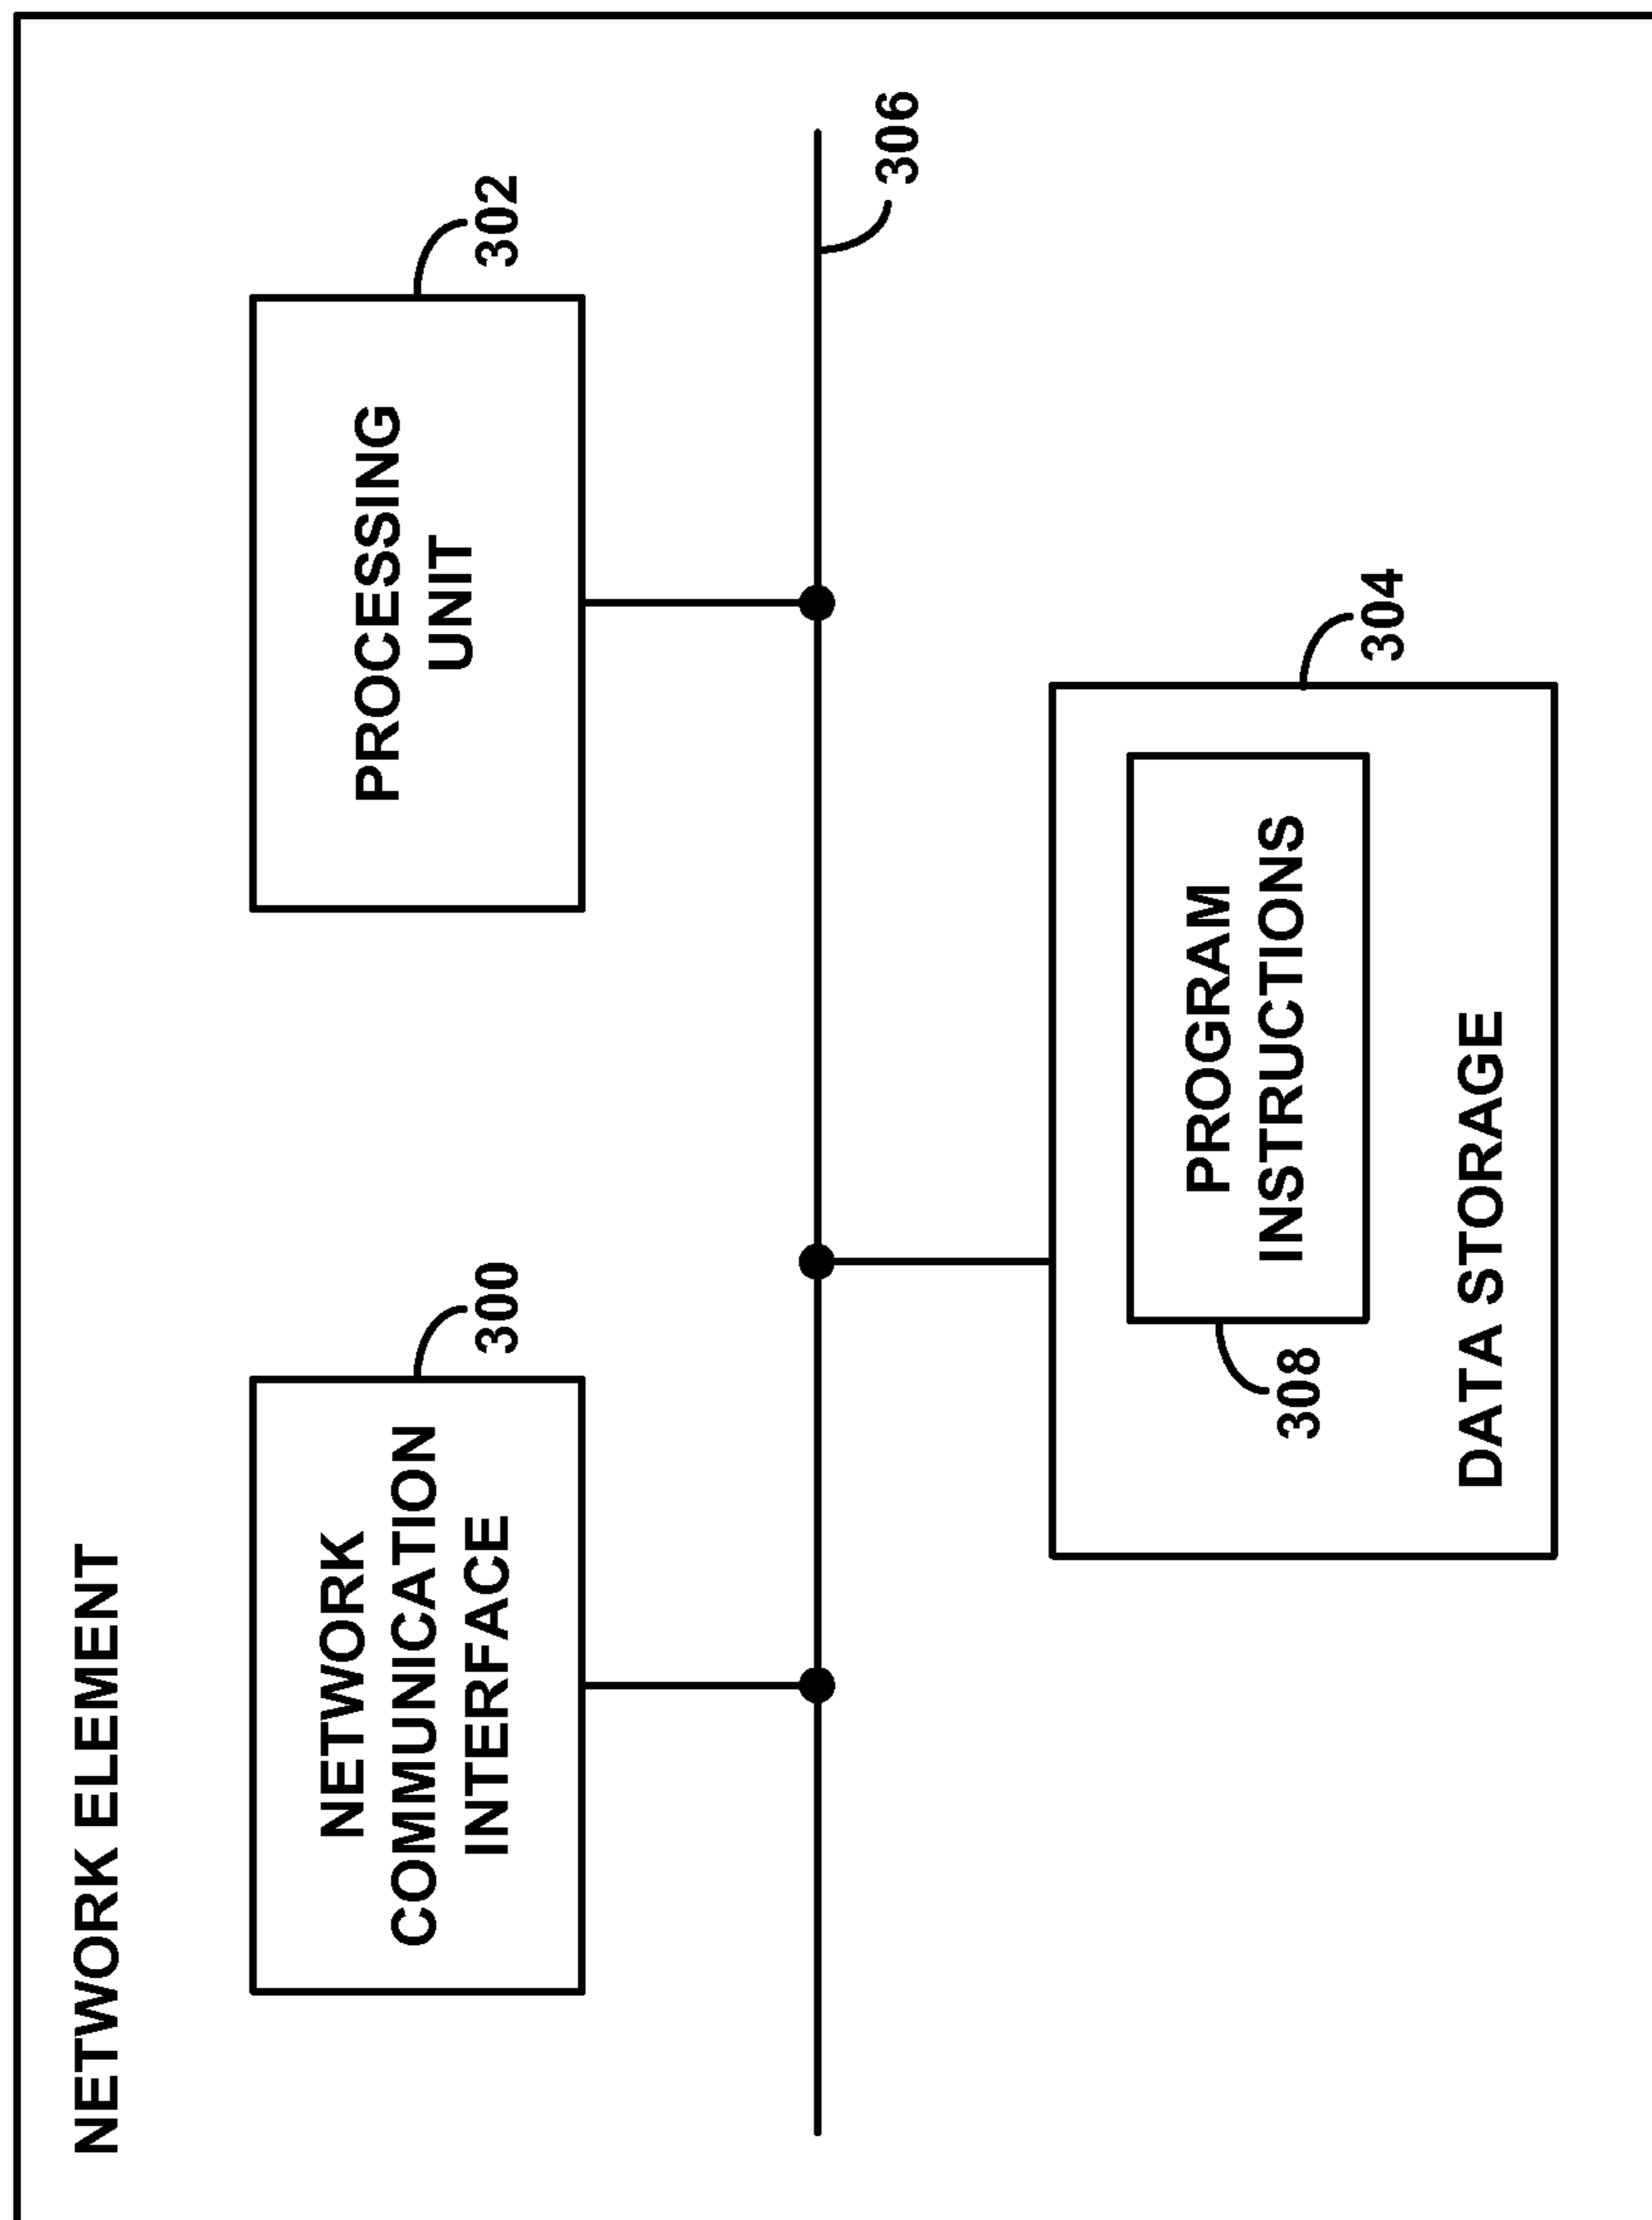 NETWORK ELEMENT
NETWORK
COMMUNICATION
INTERFACE
300
PROCESSING
UNIT
302
306
304
PROGRAM
INSTRUCTIONS
308
DATA STORAGE